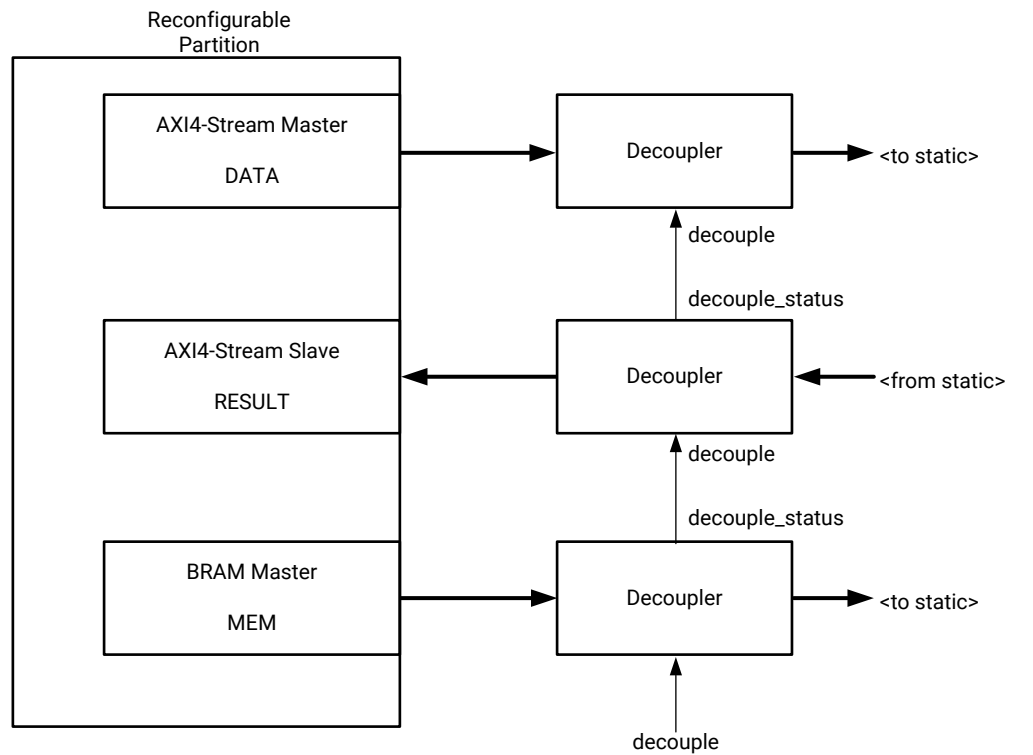 Reconfigurable
Partition
AXI4-Stream Master
DATA
Decoupler
<to static>
decouple
decouple_status
AXI4-Stream Slave
RESULT
Decoupler
<from static>
decouple
decouple_status
BRAM Master
MEM
Decoupler
<to static>
decouple